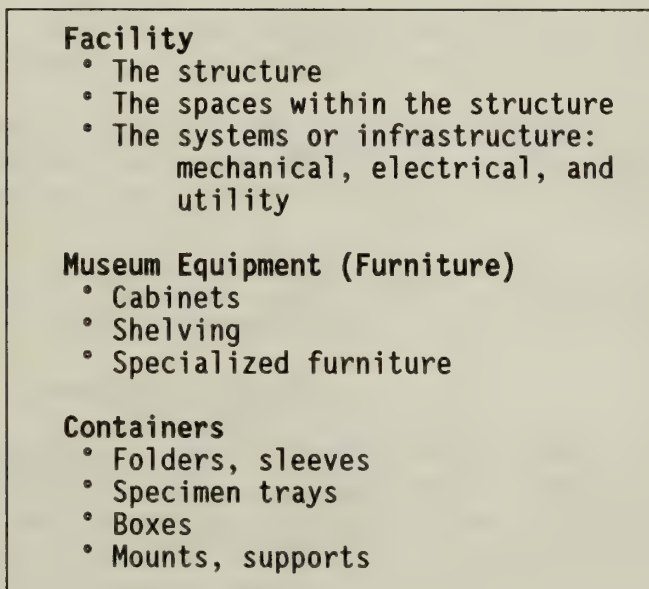 Facility
° The structure
° The spaces within the structure
° The systems or infrastructure:
mechanical, electrical, and
utility
Museum Equipment (Furniture)
° Cabinets
° Shelving
° Specialized furniture
Containers
° Folders, sleeves
° Specimen trays
° Boxes
° Mounts, supports